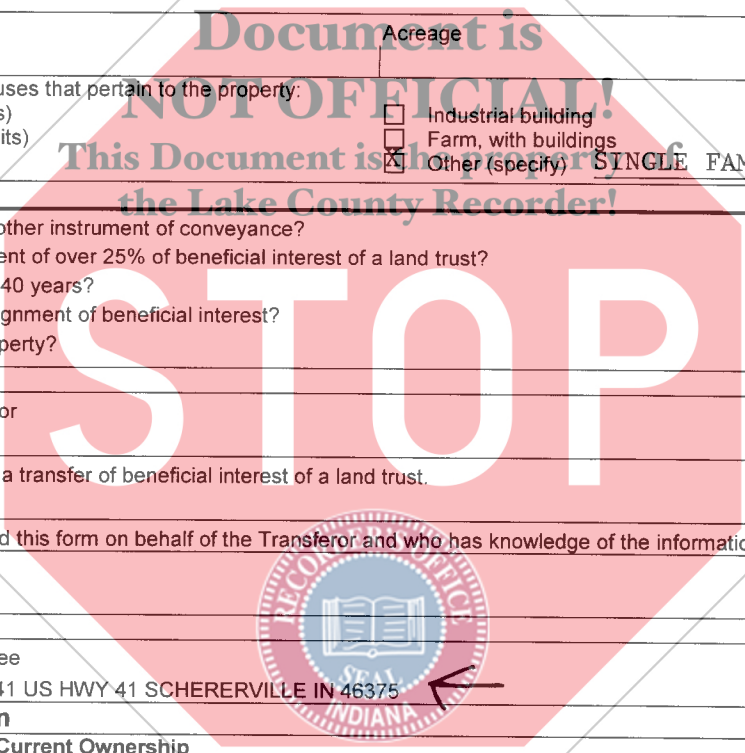 Document is
Acreage
uses that pertain to the property:
NOT OFFICIAL!
s)
Industrial building
its)
Farm, with buildings
This Document is the property of
X Other (specify) SINGLE FAM
the Lake County Recorder!
other instrument of conveyance?
ent of over 25% of beneficial interest of a land trust?
40 years?
gnment of beneficial interest?
perty?
STOP
or
a transfer of beneficial interest of a land trust.
d this form on behalf of the Transferor and who has knowledge of the informatio
RECORDER'S OFFICE
SEAL
INDIANA
ee
41 US HWY 41 SCHERERVILLE IN 46375
n
Current Ownership